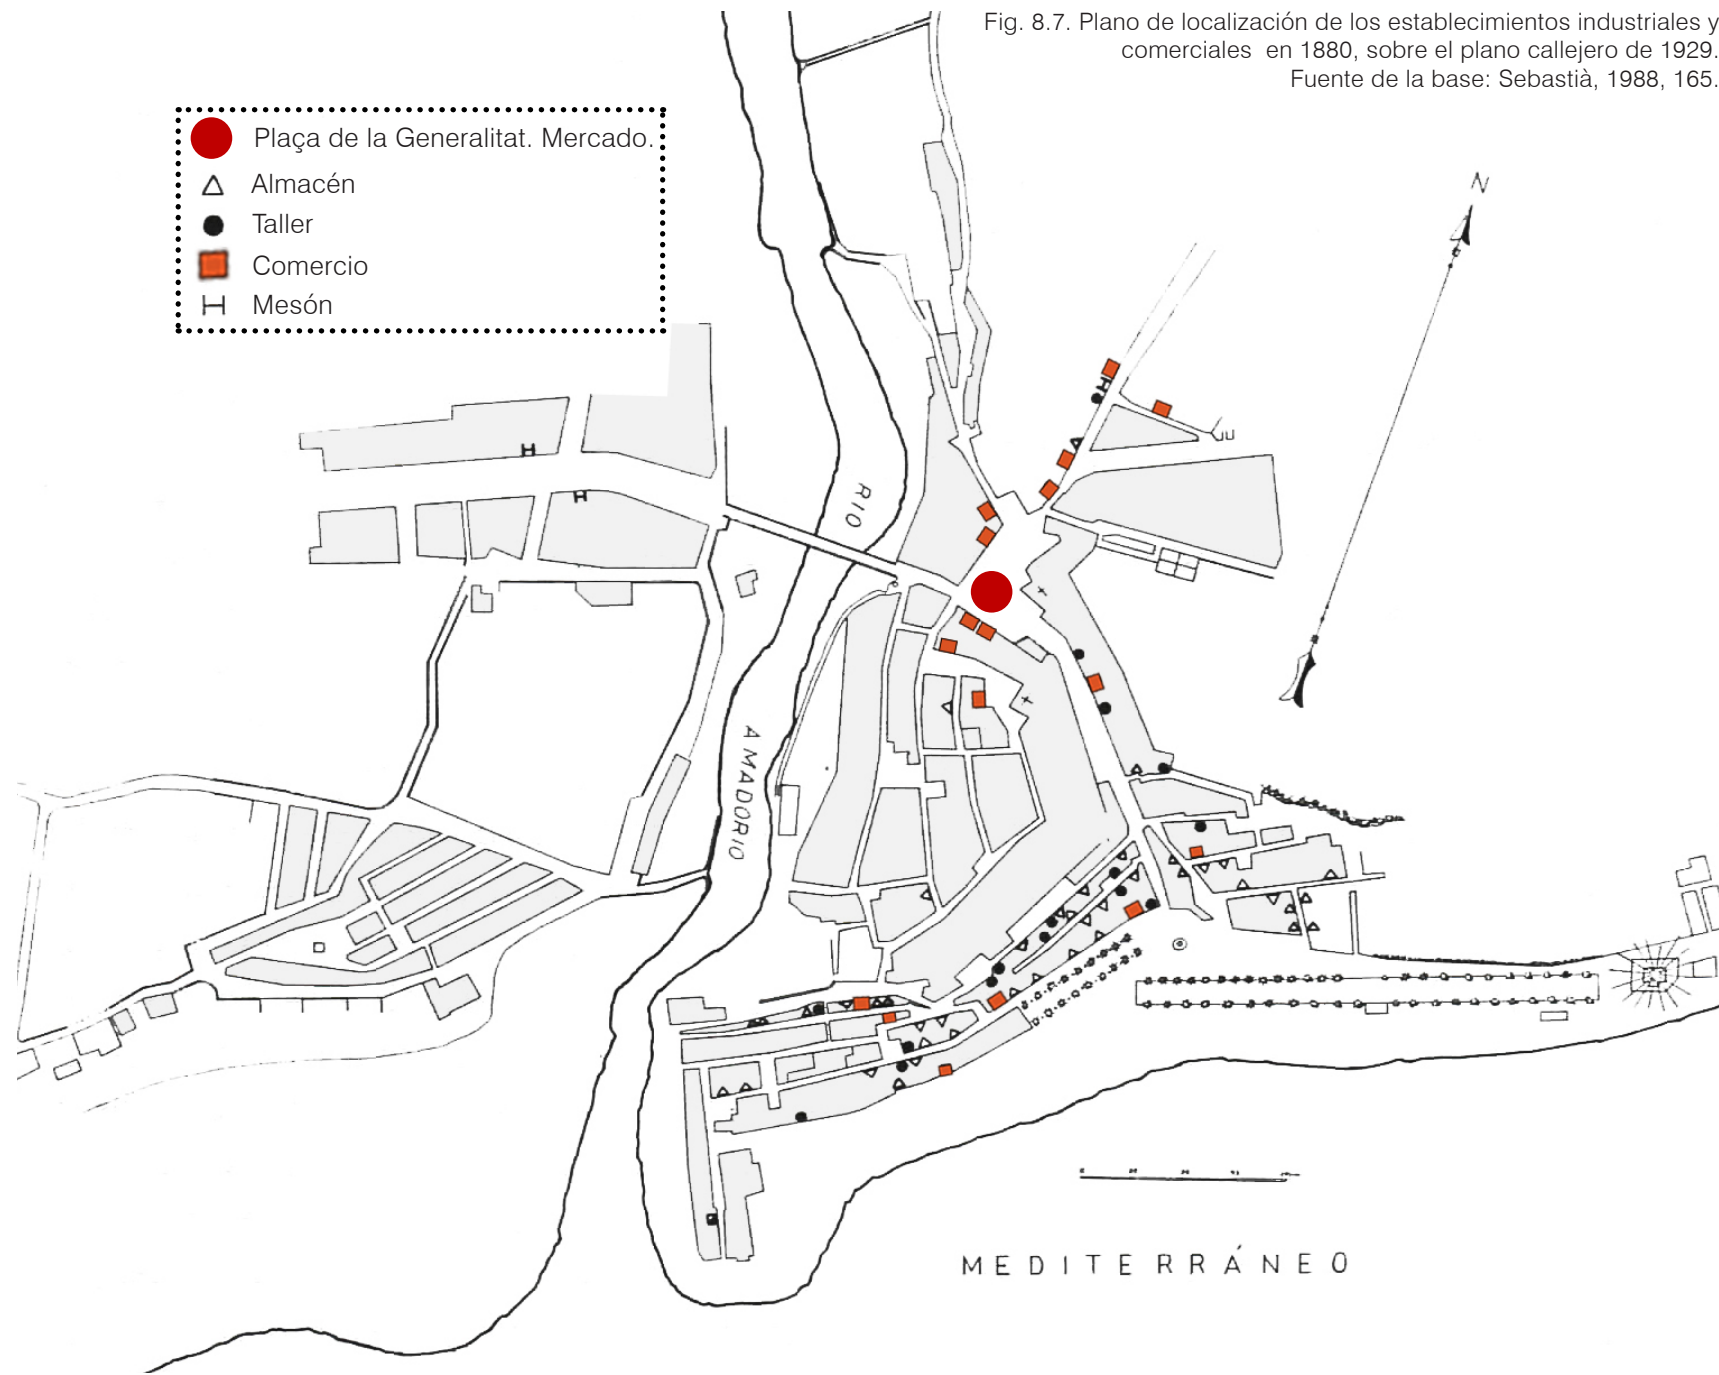 Fig. 8.7. Plano de localización de los establecimientos industriales y
comerciales en 1880, sobre el plano callejero de 1929.
Fuente de la base: Sebastià, 1988, 165.
Plaça de la Generalitat. Mercado.
Almacén
Taller
Comercio
Mesón
N
RIO
AMADORIO
MEDITERRÁNEO